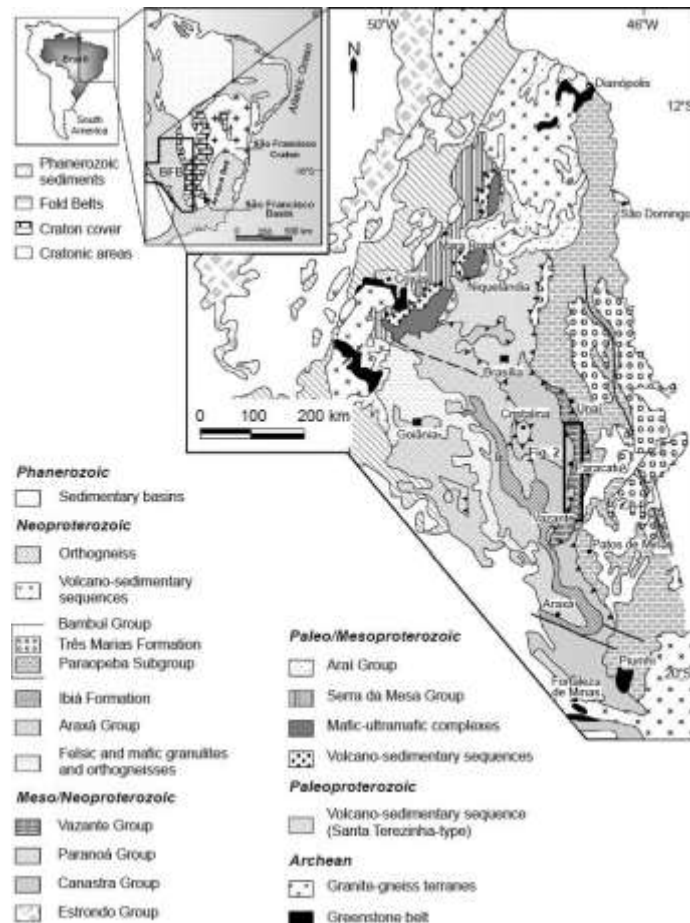 50°W
46°W
N
Brasil
South
America
Atlantic Ocean
São Francisco
Craton
BFB
São Francisco
Basin
Dianópolis
12°S
São Domingo
Niquelândia
Brasília
Unaí
Cristalina
Goiânia
Fig. 2
Paracatu
Vazante
Patos de Minas
Araxá
Piumhi
20°S
Fortaleza
de Minas
0 100 200 km
Phanerozoic
sediments
Fold Belts
Craton cover
Cratonic areas
Phanerozoic
Sedimentary basins
Neoproterozoic
Orthogneiss
Volcano-sedimentary
sequences
Bambuí Group
Três Marias Formation
Paraopeba Subgroup
Ibiá Formation
Araxá Group
Felsic and mafic granulites
and orthogneisses
Meso/Neoproterozoic
Vazante Group
Paranoá Group
Canastra Group
Estrondo Group
Paleo/Mesoproterozoic
Araí Group
Serra da Mesa Group
Mafic-ultramafic complexes
Volcano-sedimentary sequences
Paleoproterozoic
Volcano-sedimentary sequence
(Santa Terezinha-type)
Archean
Granite-gneiss terranes
Greenstone belt